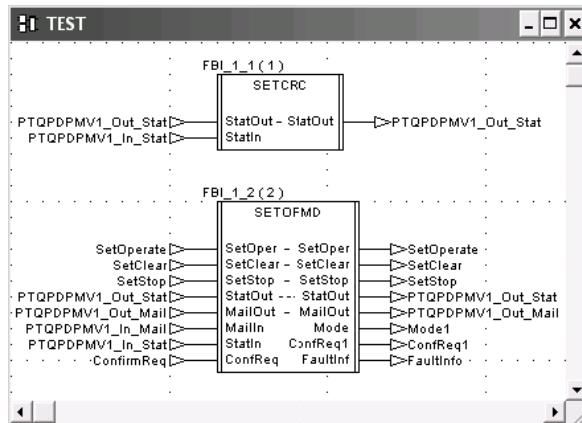 TEST
FBI_1_1(1)
SETCRC
PTQPDPMV1_Out_Stat StatOut - StatOut PTQPDPMV1_Out_Stat
PTQPDPMV1_In_Stat StatIn
FBI_1_2(2)
SETOFMD
SetOperate SetOper - SetOper SetOperate
SetClear SetClear - SetClear SetClear
SetStop SetStop - SetStop SetStop
PTQPDPMV1_Out_Stat StatOut --- StatOut PTQPDPMV1_Out_Stat
PTQPDPMV1_Out_Mail MailOut - MailOut PTQPDPMV1_Out_Mail
PTQPDPMV1_In_Mail MailIn Mode Mode1
PTQPDPMV1_In_Stat StatIn ConfReq1 ConfReq1
ConfirmReq ConfReq FaultInf FaultInfo